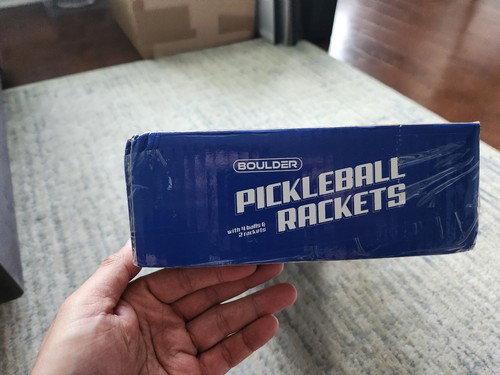 BOULDER
PICKLEBALL
RACKETS
with 4 balls &
2 rackets